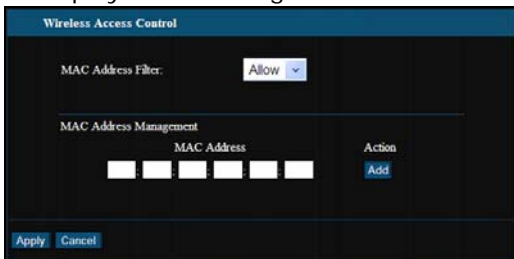 Wireless Access Control
MAC Address Filter:
Allow
MAC Address Management
MAC Address
Action
: : : : :
Add
Apply
Cancel